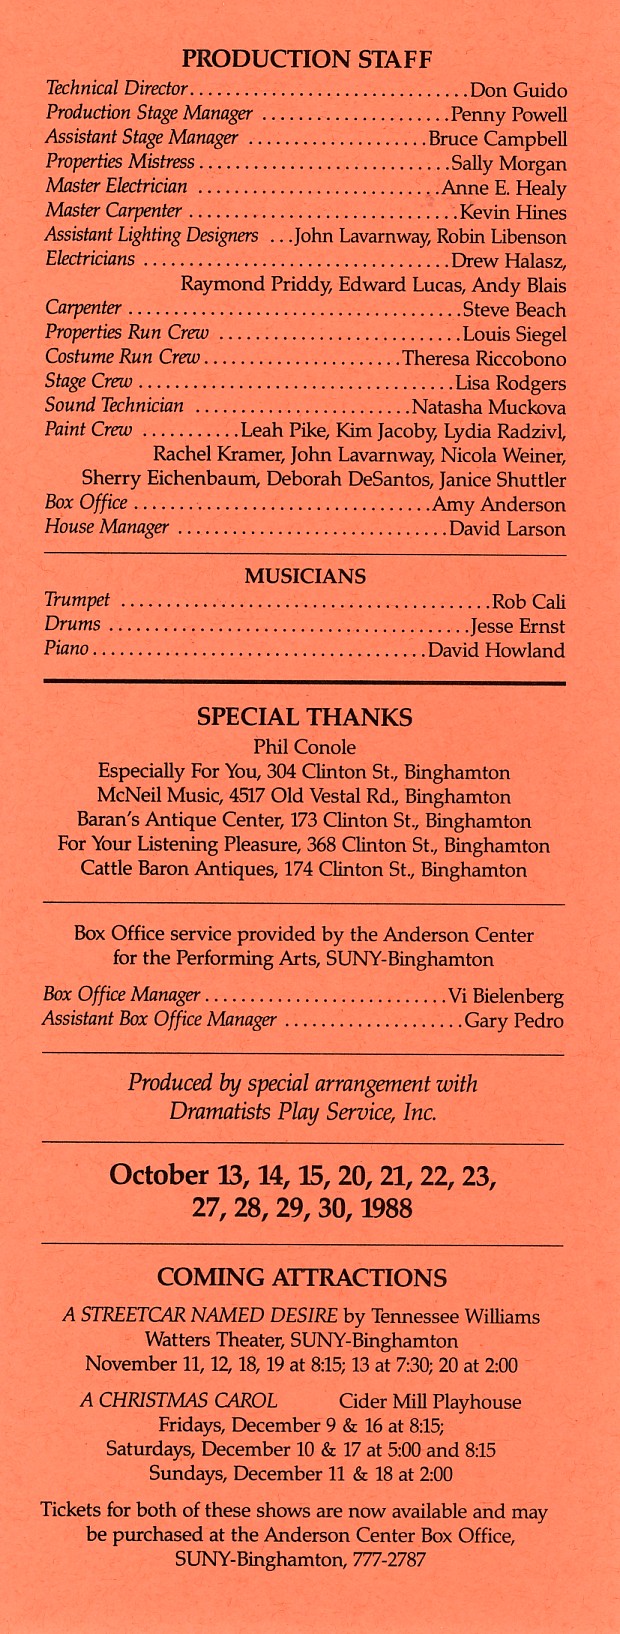 PRODUCTION STAFF
Technical Director...............................Don Guido
Production Stage Manager .....................Penny Powell
Assistant Stage Manager ....................Bruce Campbell
Properties Mistress............................Sally Morgan
Master Electrician ...........................Anne E. Healy
Master Carpenter ..............................Kevin Hines
Assistant Lighting Designers ...John Lavarnway, Robin Libenson
Electricians ..................................Drew Halasz,
Raymond Priddy, Edward Lucas, Andy Blais
Carpenter .....................................Steve Beach
Properties Run Crew ...........................Louis Siegel
Costume Run Crew......................Theresa Riccobono
Stage Crew ...................................Lisa Rodgers
Sound Technician ........................Natasha Muckova
Paint Crew ...........Leah Pike, Kim Jacoby, Lydia Radzivl,
Rachel Kramer, John Lavarnway, Nicola Weiner,
Sherry Eichenbaum, Deborah DeSantos, Janice Shuttler
Box Office .................................Amy Anderson
House Manager ..............................David Larson
MUSICIANS
Trumpet .........................................Rob Cali
Drums ........................................Jesse Ernst
Piano.....................................David Howland
SPECIAL THANKS
Phil Conole
Especially For You, 304 Clinton St., Binghamton
McNeil Music, 4517 Old Vestal Rd., Binghamton
Baran's Antique Center, 173 Clinton St., Binghamton
For Your Listening Pleasure, 368 Clinton St., Binghamton
Cattle Baron Antiques, 174 Clinton St., Binghamton
Box Office service provided by the Anderson Center
for the Performing Arts, SUNY-Binghamton
Box Office Manager...........................Vi Bielenberg
Assistant Box Office Manager ....................Gary Pedro
Produced by special arrangement with
Dramatists Play Service, Inc.
October 13, 14, 15, 20, 21, 22, 23,
27, 28, 29, 30, 1988
COMING ATTRACTIONS
A STREETCAR NAMED DESIRE by Tennessee Williams
Watters Theater, SUNY-Binghamton
November 11, 12, 18, 19 at 8:15; 13 at 7:30; 20 at 2:00
A CHRISTMAS CAROL Cider Mill Playhouse
Fridays, December 9 & 16 at 8:15;
Saturdays, December 10 & 17 at 5:00 and 8:15
Sundays, December 11 & 18 at 2:00
Tickets for both of these shows are now available and may
be purchased at the Anderson Center Box Office,
SUNY-Binghamton, 777-2787